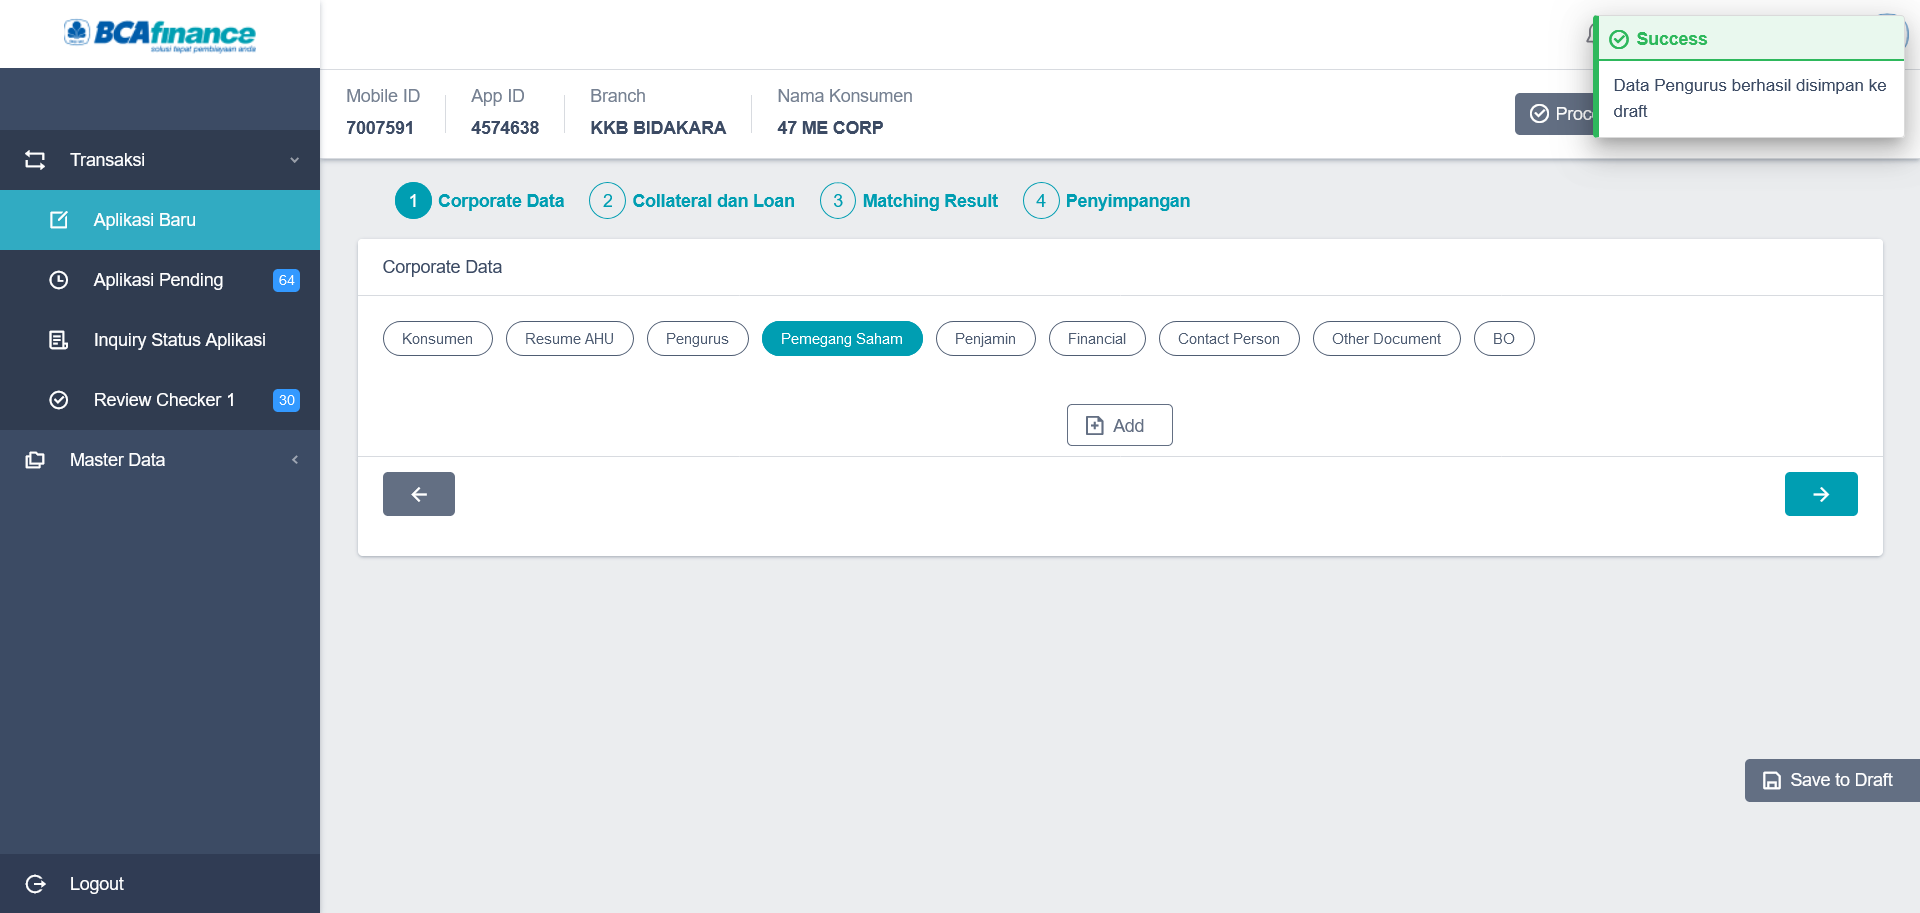 BCAfinance
solusi tepat pembiayaan anda
Success
Data Pengurus berhasil disimpan ke
draft
Mobile ID
7007591
App ID
4574638
Branch
KKB BIDAKARA
Nama Konsumen
47 ME CORP
Transaksi
Aplikasi Baru
Aplikasi Pending
64
Inquiry Status Aplikasi
Review Checker 1
30
Master Data
Logout
1 Corporate Data
2 Collateral dan Loan
3 Matching Result
4 Penyimpangan
Corporate Data
Konsumen
Resume AHU
Pengurus
Pemegang Saham
Penjamin
Financial
Contact Person
Other Document
BO
Add
Save to Draft